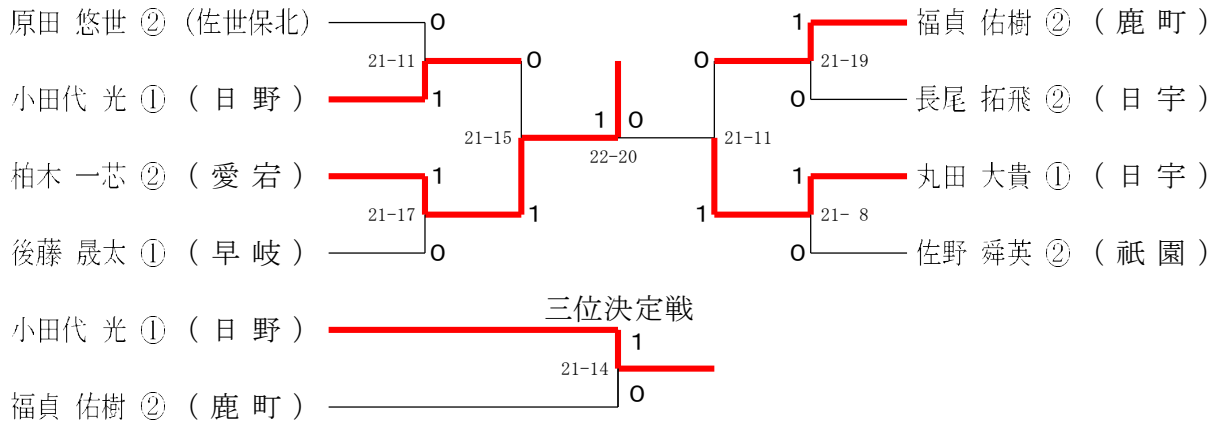 原田 悠世 ② (佐世保北) 0 1 福貞 佑樹 ② ( 鹿 町 )
21-11 0 0 21-19
小田代 光 ① ( 日 野 ) 1 0 長尾 拓飛 ② ( 日 宇 )
21-15 1 0 21-11
22-20
柏木 一芯 ② ( 愛 宕 ) 1 1 丸田 大貴 ① ( 日 宇 )
21-17 1 1 21- 8
後藤 晟太 ① ( 早 岐 ) 0 0 佐野 舜英 ② ( 祇 園 )
三位決定戦
小田代 光 ① ( 日 野 ) 1
21-14
福貞 佑樹 ② ( 鹿 町 ) 0